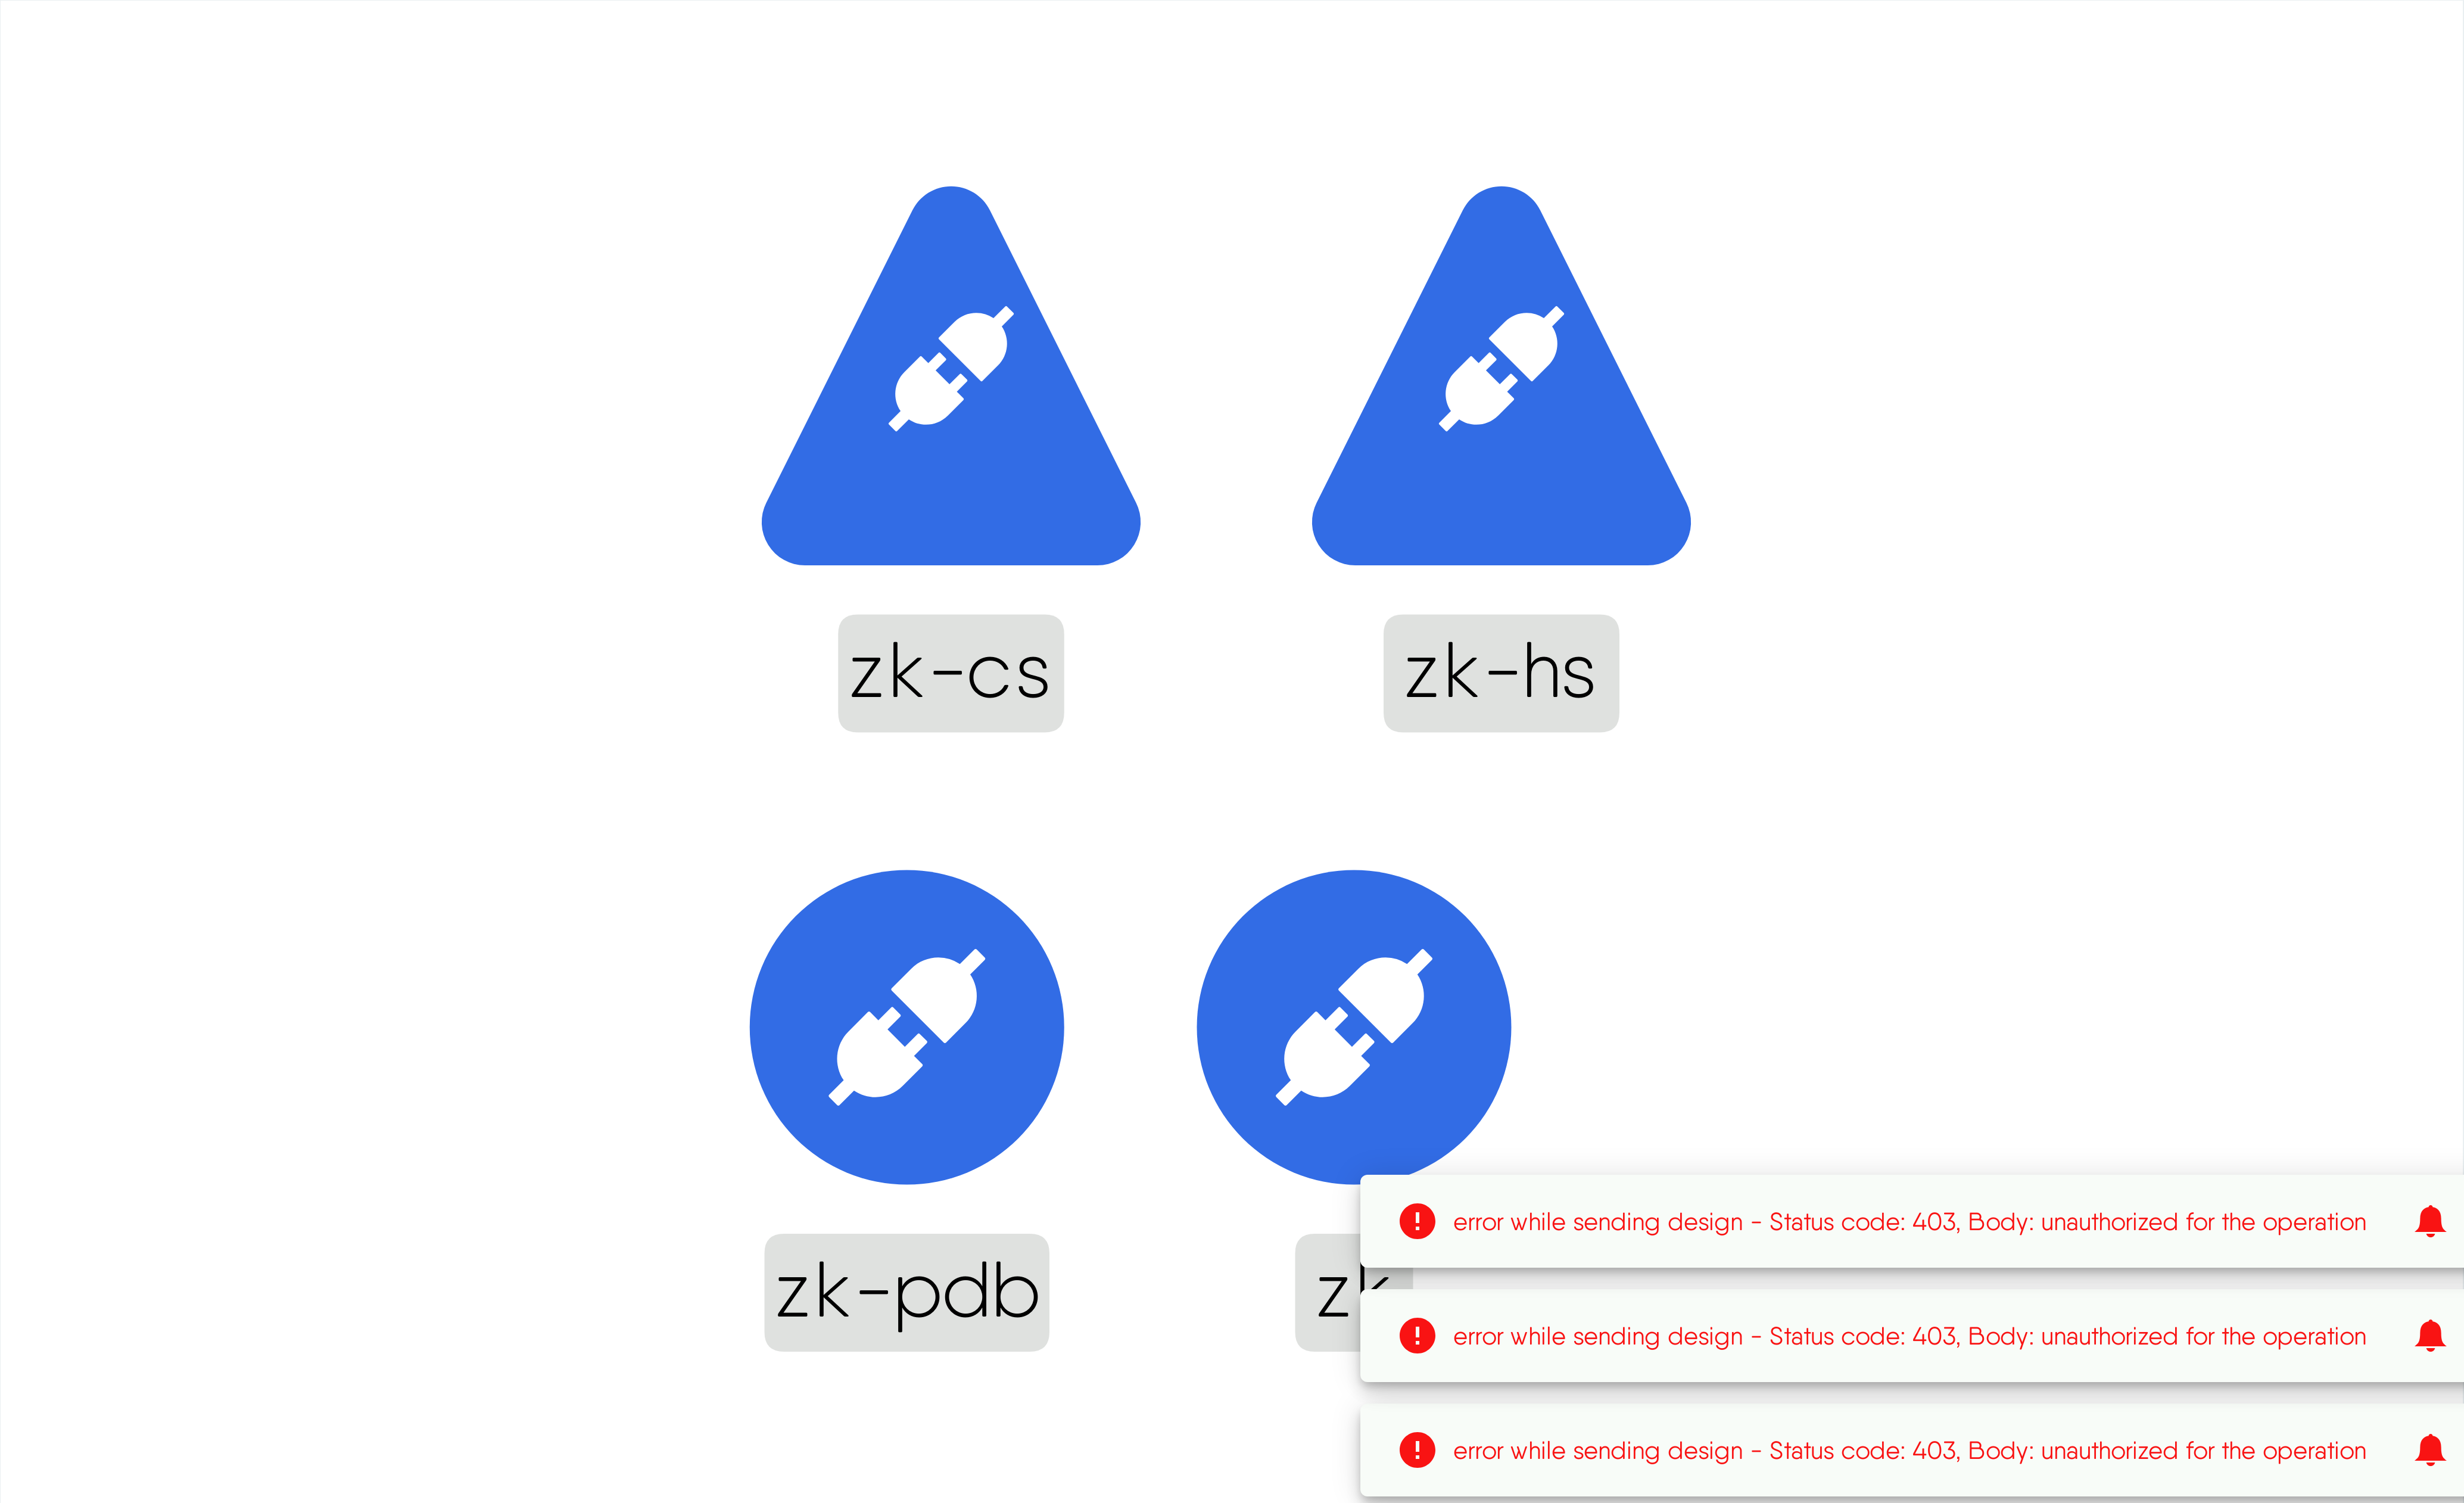 zk-cs
zk-hs
zk-pdb
zk
error while sending design - Status code: 403, Body: unauthorized for the operation
error while sending design - Status code: 403, Body: unauthorized for the operation
error while sending design - Status code: 403, Body: unauthorized for the operation